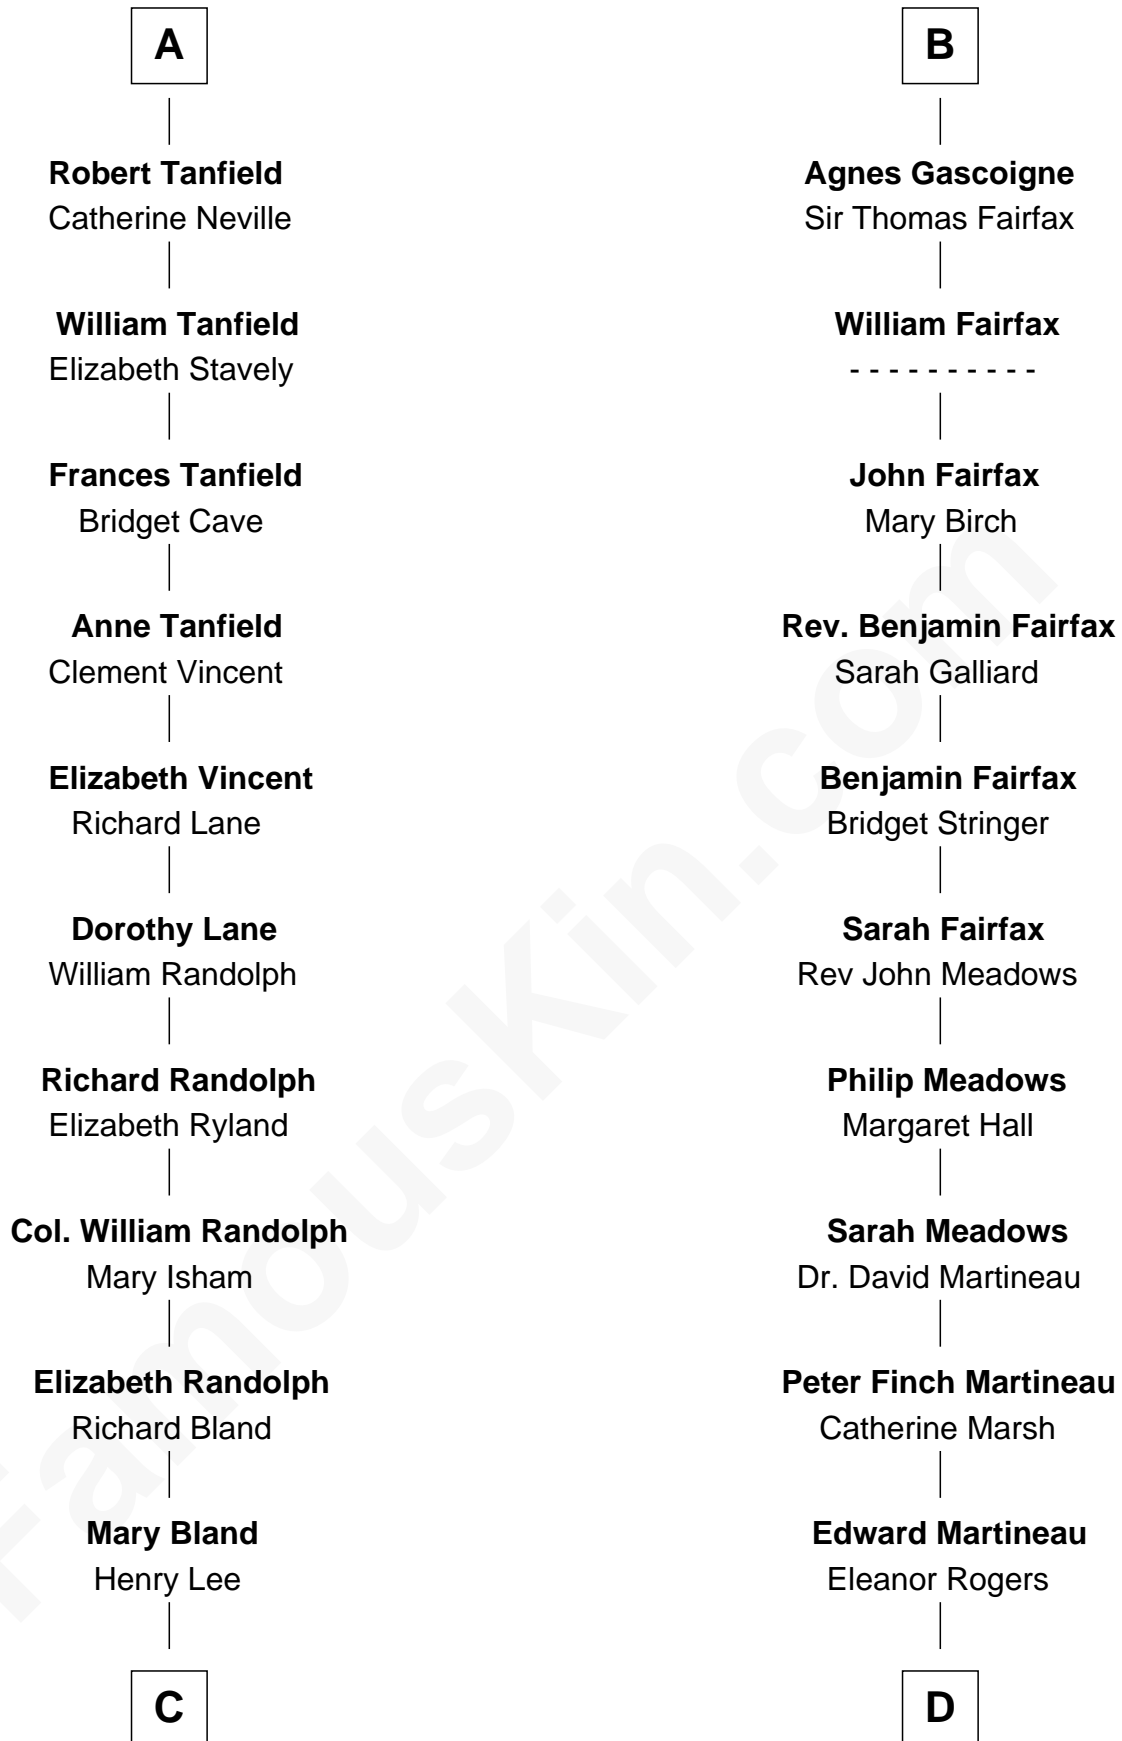 A
Robert Tanfield
Catherine Neville
William Tanfield
Elizabeth Stavely
Frances Tanfield
Bridget Cave
Anne Tanfield
Clement Vincent
Elizabeth Vincent
Richard Lane
Dorothy Lane
William Randolph
Richard Randolph
Elizabeth Ryland
Col. William Randolph
Mary Isham
Elizabeth Randolph
Richard Bland
Mary Bland
Henry Lee
C
B
Agnes Gascoigne
Sir Thomas Fairfax
William Fairfax
- - - - - - - - - -
John Fairfax
Mary Birch
Rev. Benjamin Fairfax
Sarah Galliard
Benjamin Fairfax
Bridget Stringer
Sarah Fairfax
Rev John Meadows
Philip Meadows
Margaret Hall
Sarah Meadows
Dr. David Martineau
Peter Finch Martineau
Catherine Marsh
Edward Martineau
Eleanor Rogers
D
FamousKin.com